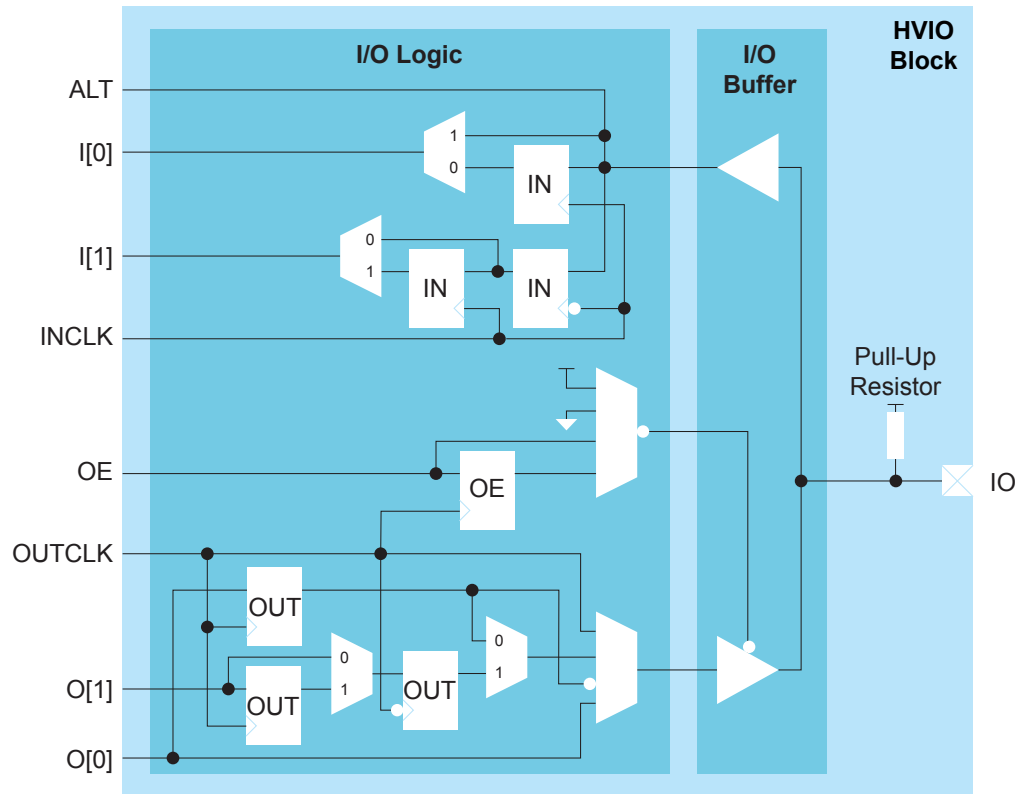 HVIO
Block
I/O Logic
I/O
Buffer
ALT
I[0]
1
0
IN
I[1]
0
1
IN
IN
INCLK
Pull-Up
Resistor
OE
OE
IO
OUTCLK
OUT
0
1
O[1]
0
1
OUT
OUT
O[0]